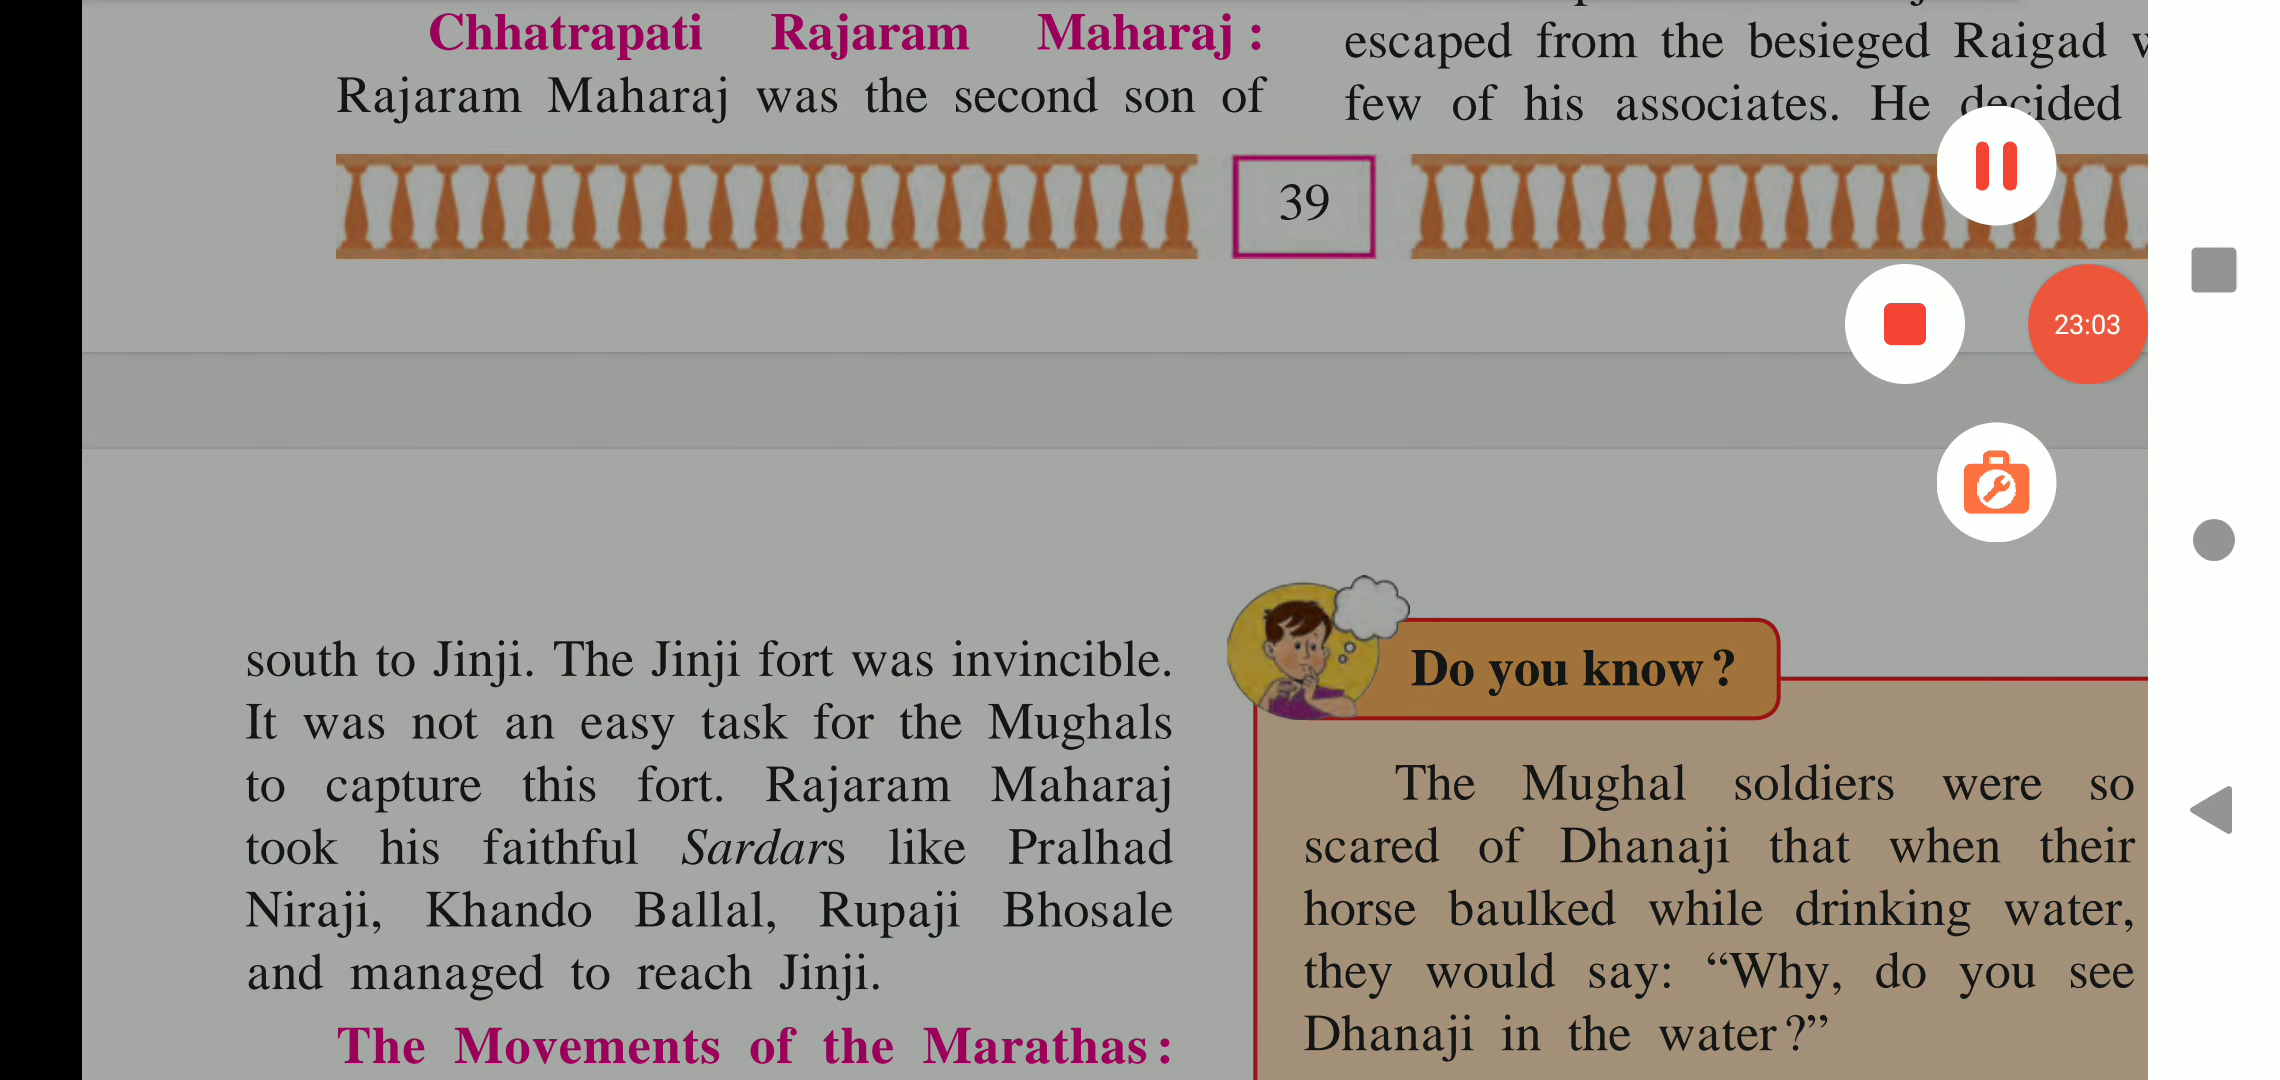 Chhatrapati Rajaram Maharaj :
Rajaram Maharaj was the second son of
escaped from the besieged Raigad
few of his associates. He decided
39
23:03
south to Jinji. The Jinji fort was invincible.
It was not an easy task for the Mughals
to capture this fort. Rajaram Maharaj
took his faithful Sardars like Pralhad
Niraji, Khando Ballal, Rupaji Bhosale
and managed to reach Jinji.
The Movements of the Marathas :
Do you know ?
The Mughal soldiers were so
scared of Dhanaji that when their
horse baulked while drinking water,
they would say: “Why, do you see
Dhanaji in the water ?”